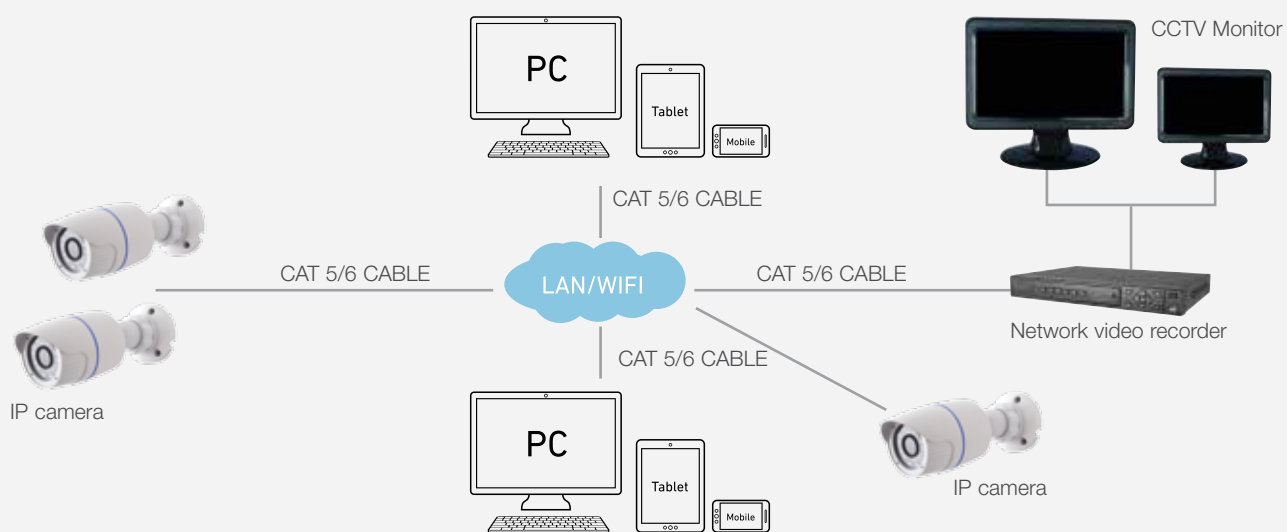 CCTV Monitor
PC
Tablet
Mobile
CAT 5/6 CABLE
CAT 5/6 CABLE
LAN/WIFI
CAT 5/6 CABLE
Network video recorder
CAT 5/6 CABLE
IP camera
PC
Tablet
Mobile
IP camera